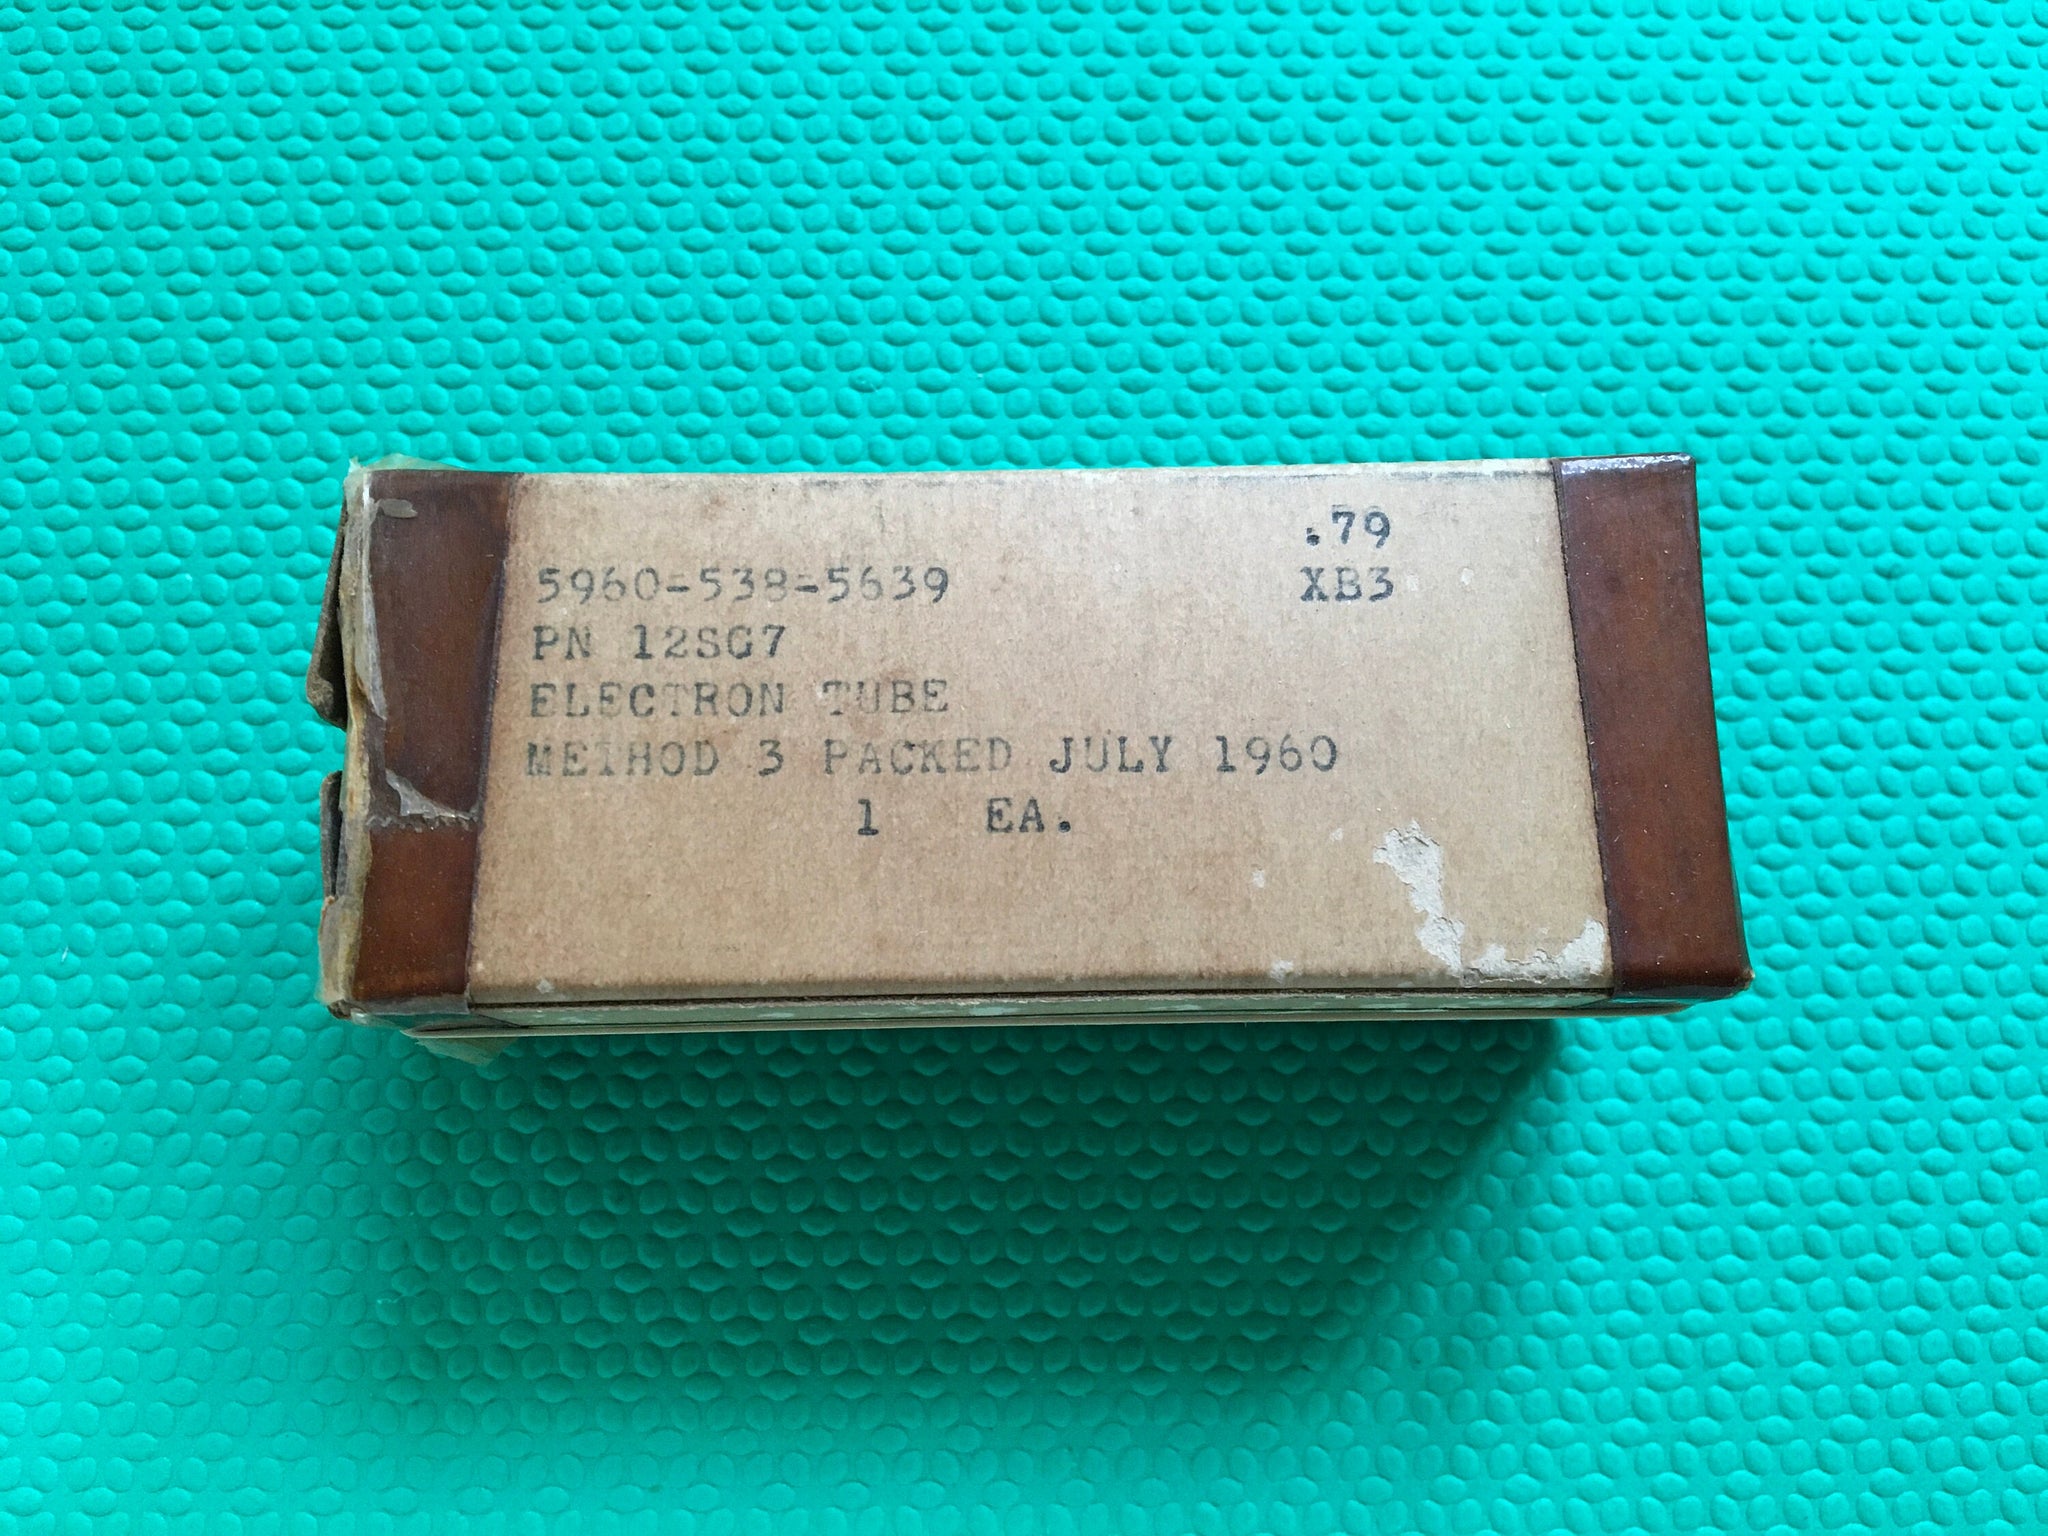 .79
5960-538-5639 XB3
PN 12SG7
ELECTRON TUBE
METHOD 3 PACKED JULY 1960
1 EA.